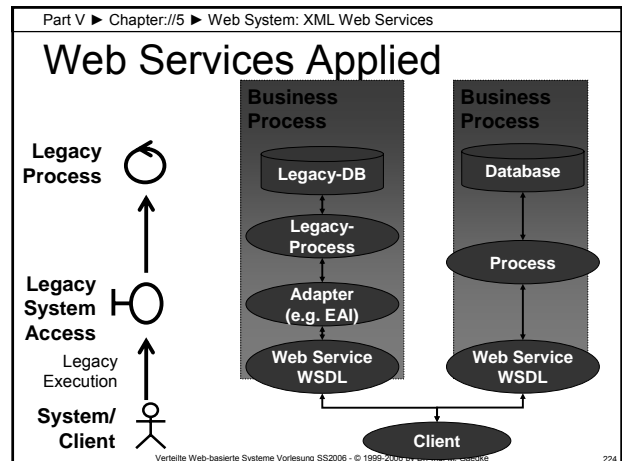 Part V ► Chapter://5 ► Web System: XML Web Services
Web Services Applied
Legacy
Process
Legacy
System
Access
Legacy
Execution
System/
Client
Business
Process
Legacy-DB
Legacy-
Process
Adapter
(e.g. EAI)
Web Service
WSDL
Business
Process
Database
Process
Web Service
WSDL
Client
Verteilte Web-basierte Systeme Vorlesung SS2006 - © 1999-2006 by
224